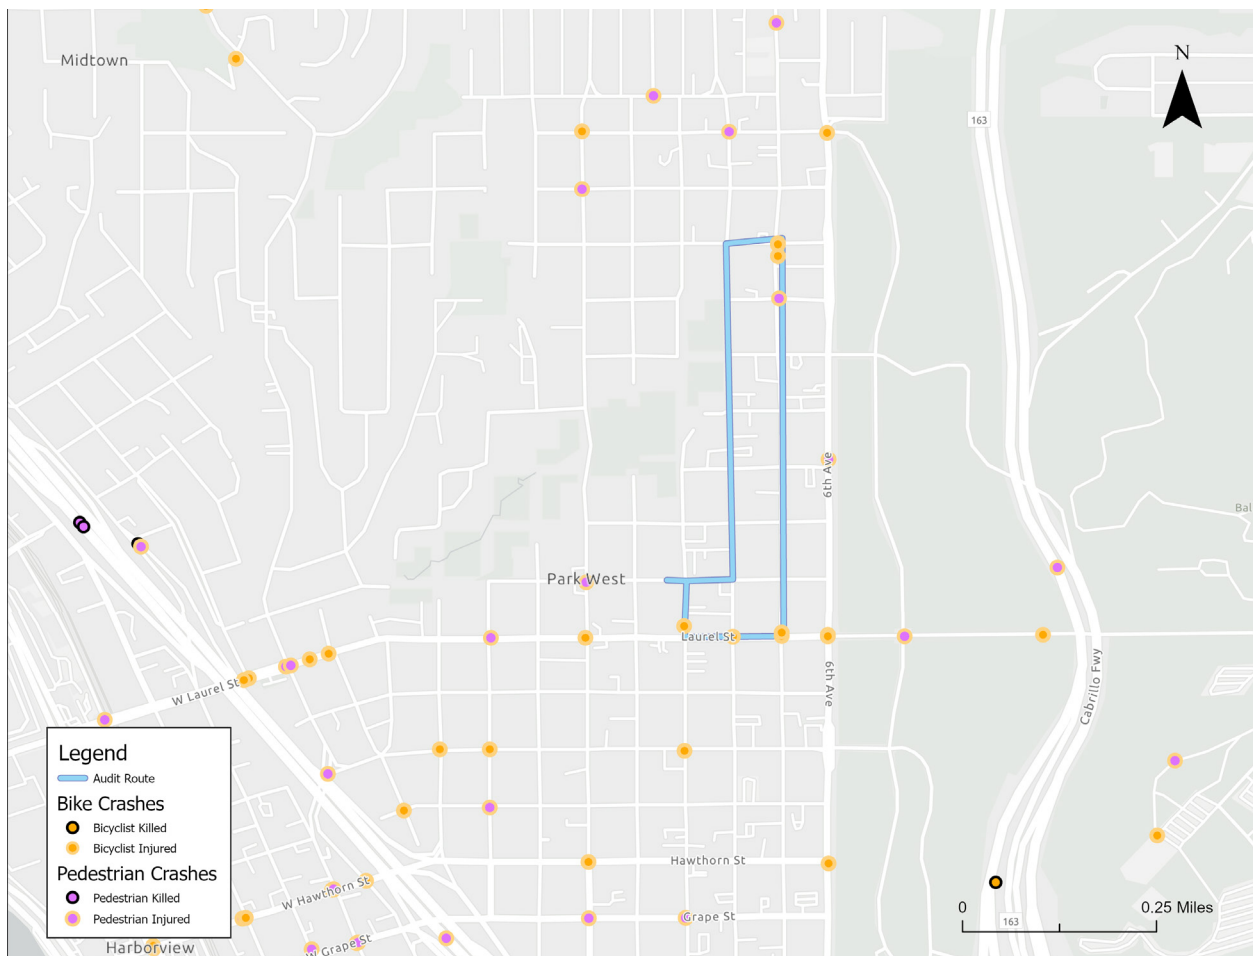 Midtown
N
163
6th Ave
Bal
Park West
Laurel St
W Laurel St
6th Ave
Cabrillo Fwy
Legend
Audit Route
Bike Crashes
Bicyclist Killed
Bicyclist Injured
Pedestrian Crashes
Pedestrian Killed
Pedestrian Injured
Hawthorn St
W Hawthorn St
Grape St
W Grape St
Harborview
0
0.25 Miles
163